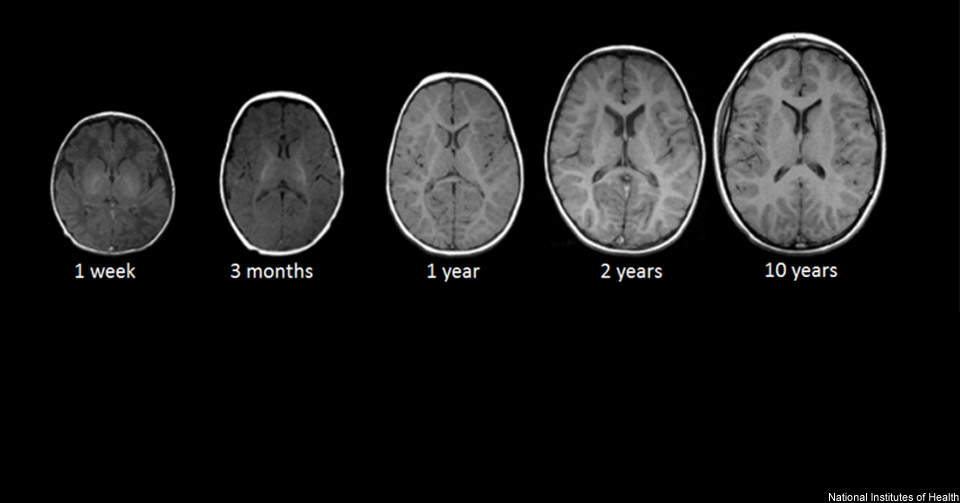 1 week
3 months
1 year
2 years
10 years
National Institutes of Health